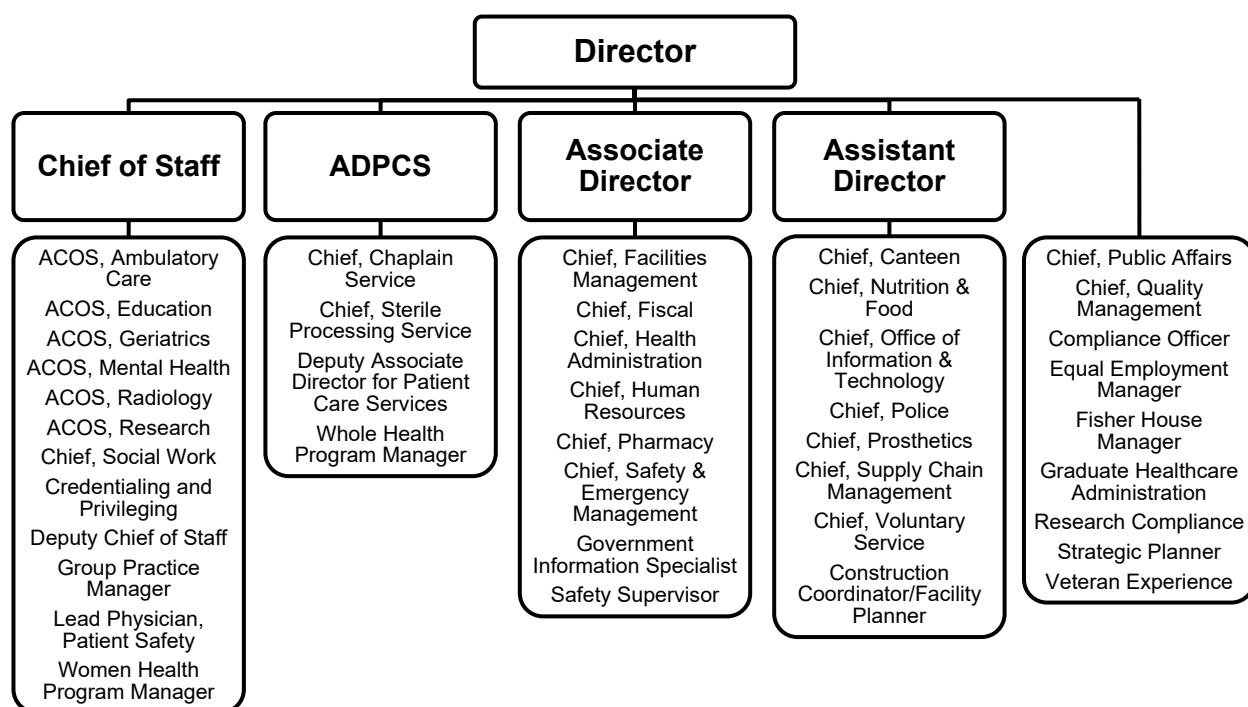 Director
Chief of Staff
ADPCS
Associate
Director
Assistant
Director
ACOS, Ambulatory
Care
ACOS, Education
ACOS, Geriatrics
ACOS, Mental Health
ACOS, Radiology
ACOS, Research
Chief, Social Work
Credentialing and
Privileging
Deputy Chief of Staff
Group Practice
Manager
Lead Physician,
Patient Safety
Women Health
Program Manager
Chief, Chaplain
Service
Chief, Sterile
Processing Service
Deputy Associate
Director for Patient
Care Services
Whole Health
Program Manager
Chief, Facilities
Management
Chief, Fiscal
Chief, Health
Administration
Chief, Human
Resources
Chief, Pharmacy
Chief, Safety &
Emergency
Management
Government
Information Specialist
Safety Supervisor
Chief, Canteen
Chief, Nutrition &
Food
Chief, Office of
Information &
Technology
Chief, Police
Chief, Prosthetics
Chief, Supply Chain
Management
Chief, Voluntary
Service
Construction
Coordinator/Facility
Planner
Chief, Public Affairs
Chief, Quality
Management
Compliance Officer
Equal Employment
Manager
Fisher House
Manager
Graduate Healthcare
Administration
Research Compliance
Strategic Planner
Veteran Experience